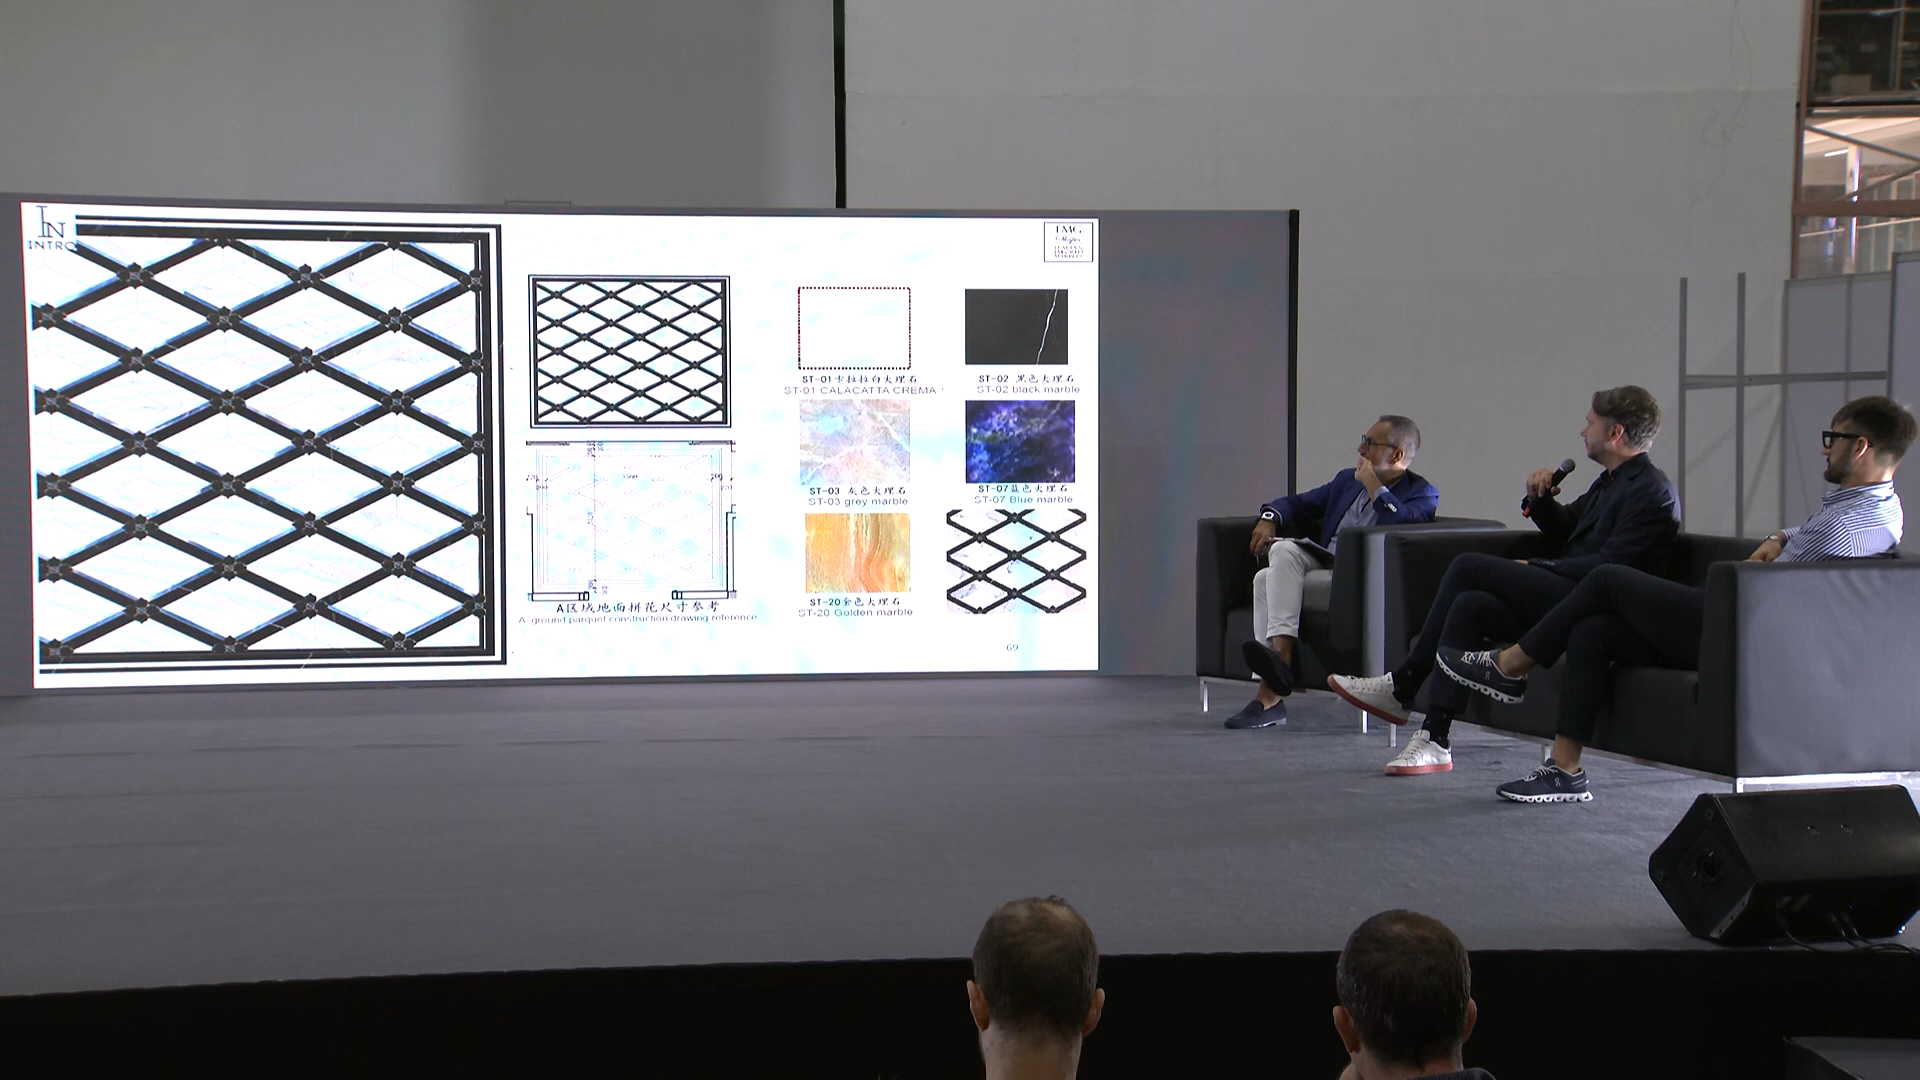 IN
INTRO
ST-01卡拉拉白大理石
ST-01 CALACATTA CREMA
ST-02 黑色大理石
ST-02 black marble
ST-03 灰色大理石
ST-03 grey marble
ST-07蓝色大理石
ST-07 Blue marble
ST-20金色大理石
ST-20 Golden marble
A区域地面拼花尺寸参考
A ground parquet construction drawing reference
69